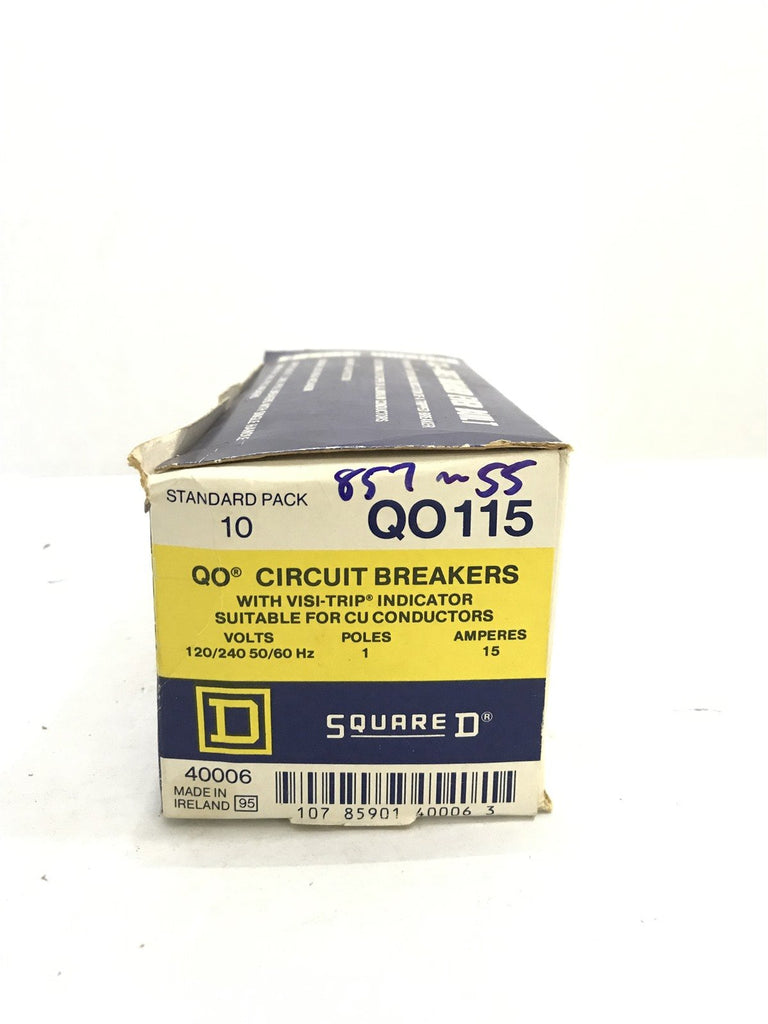 857~55
STANDARD PACK
10
QO115
QO® CIRCUIT BREAKERS
WITH VISI-TRIP® INDICATOR
SUITABLE FOR CU CONDUCTORS
VOLTS POLES AMPERES
120/240 50/60 Hz 1 15
D
SQUARE D®
40006
MADE IN
IRELAND 95
107 85901 40006 3